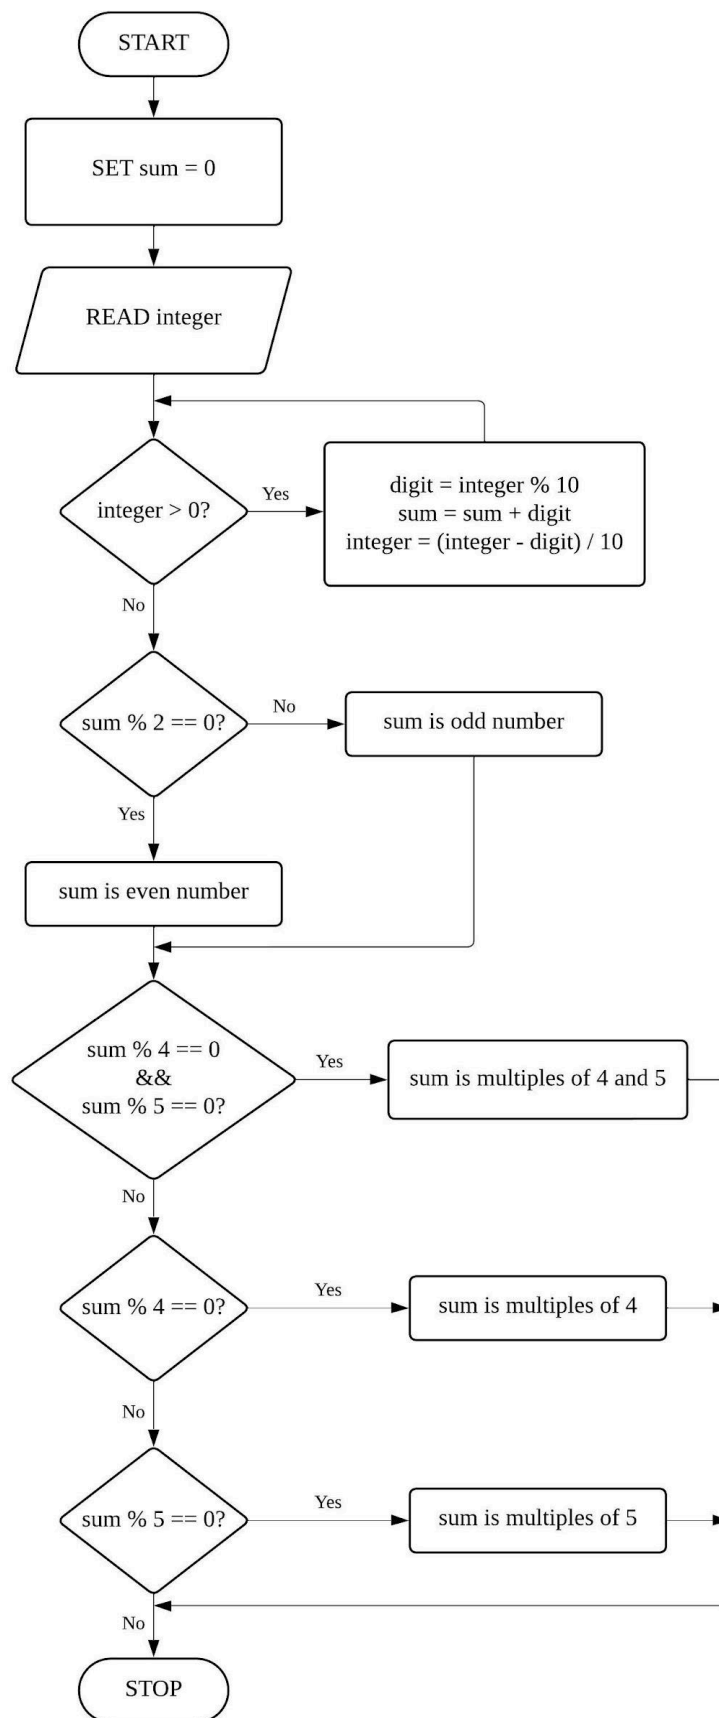 START
SET sum = 0
READ integer
integer > 0?
Yes
digit = integer % 10
sum = sum + digit
integer = (integer - digit) / 10
No
sum % 2 == 0?
No
sum is odd number
Yes
sum is even number
sum % 4 == 0
&&
sum % 5 == 0?
Yes
sum is multiples of 4 and 5
No
sum % 4 == 0?
Yes
sum is multiples of 4
No
sum % 5 == 0?
Yes
sum is multiples of 5
No
STOP